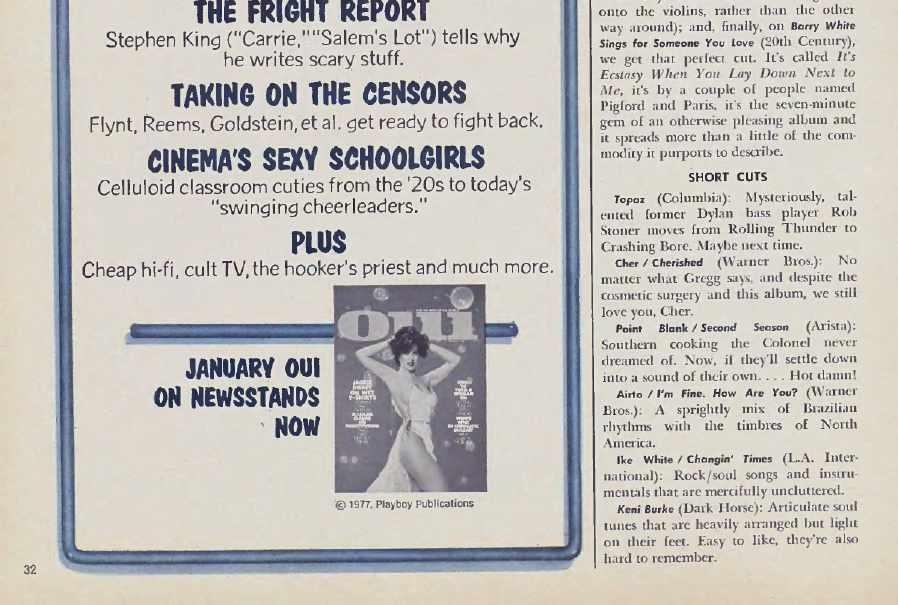 THE FRIGHT REPORT
Stephen King ("Carrie,""Salem's Lot") tells why
he writes scary stuff.
TAKING ON THE CENSORS
Flynt, Reems, Goldstein, et al. get ready to fight back.
CINEMA'S SEXY SCHOOLGIRLS
Celluloid classroom cuties from the '20s to today's
"swinging cheerleaders."
PLUS
Cheap hi-fi, cult TV, the hooker's priest and much more.
oui
JANUARY OUI
ON NEWSSTANDS
NOW
© 1977, Playboy Publications
32
onto the violins, rather than the other
way around); and, finally, on Barry White
Sings for Someone You Love (20th Century),
we get that perfect cut. It's called It's
Ecstasy When You Lay Down Next to
Me, it's by a couple of people named
Pigford and Paris, it's the seven-minute
gem of an otherwise pleasing album and
it spreads more than a little of the com-
modity it purports to describe.
SHORT CUTS
Topaz (Columbia): Mysteriously, tal-
ented former Dylan bass player Rob
Stoner moves from Rolling Thunder to
Crashing Bore. Maybe next time.
Cher / Cherished (Warner Bros.): No
matter what Gregg says, and despite the
cosmetic surgery and this album, we still
love you, Cher.
Point Blank / Second Season (Arista):
Southern cooking the Colonel never
dreamed of. Now, if they'll settle down
into a sound of their own. . . . Hot damn!
Airto / I'm Fine. How Are You? (Warner
Bros.): A sprightly mix of Brazilian
rhythms with the timbres of North
America.
Ike White / Changin' Times (L.A. Inter-
national): Rock/soul songs and instru-
mentals that are mercifully uncluttered.
Keni Burke (Dark Horse): Articulate soul
tunes that are heavily arranged but light
on their feet. Easy to like, they're also
hard to remember.